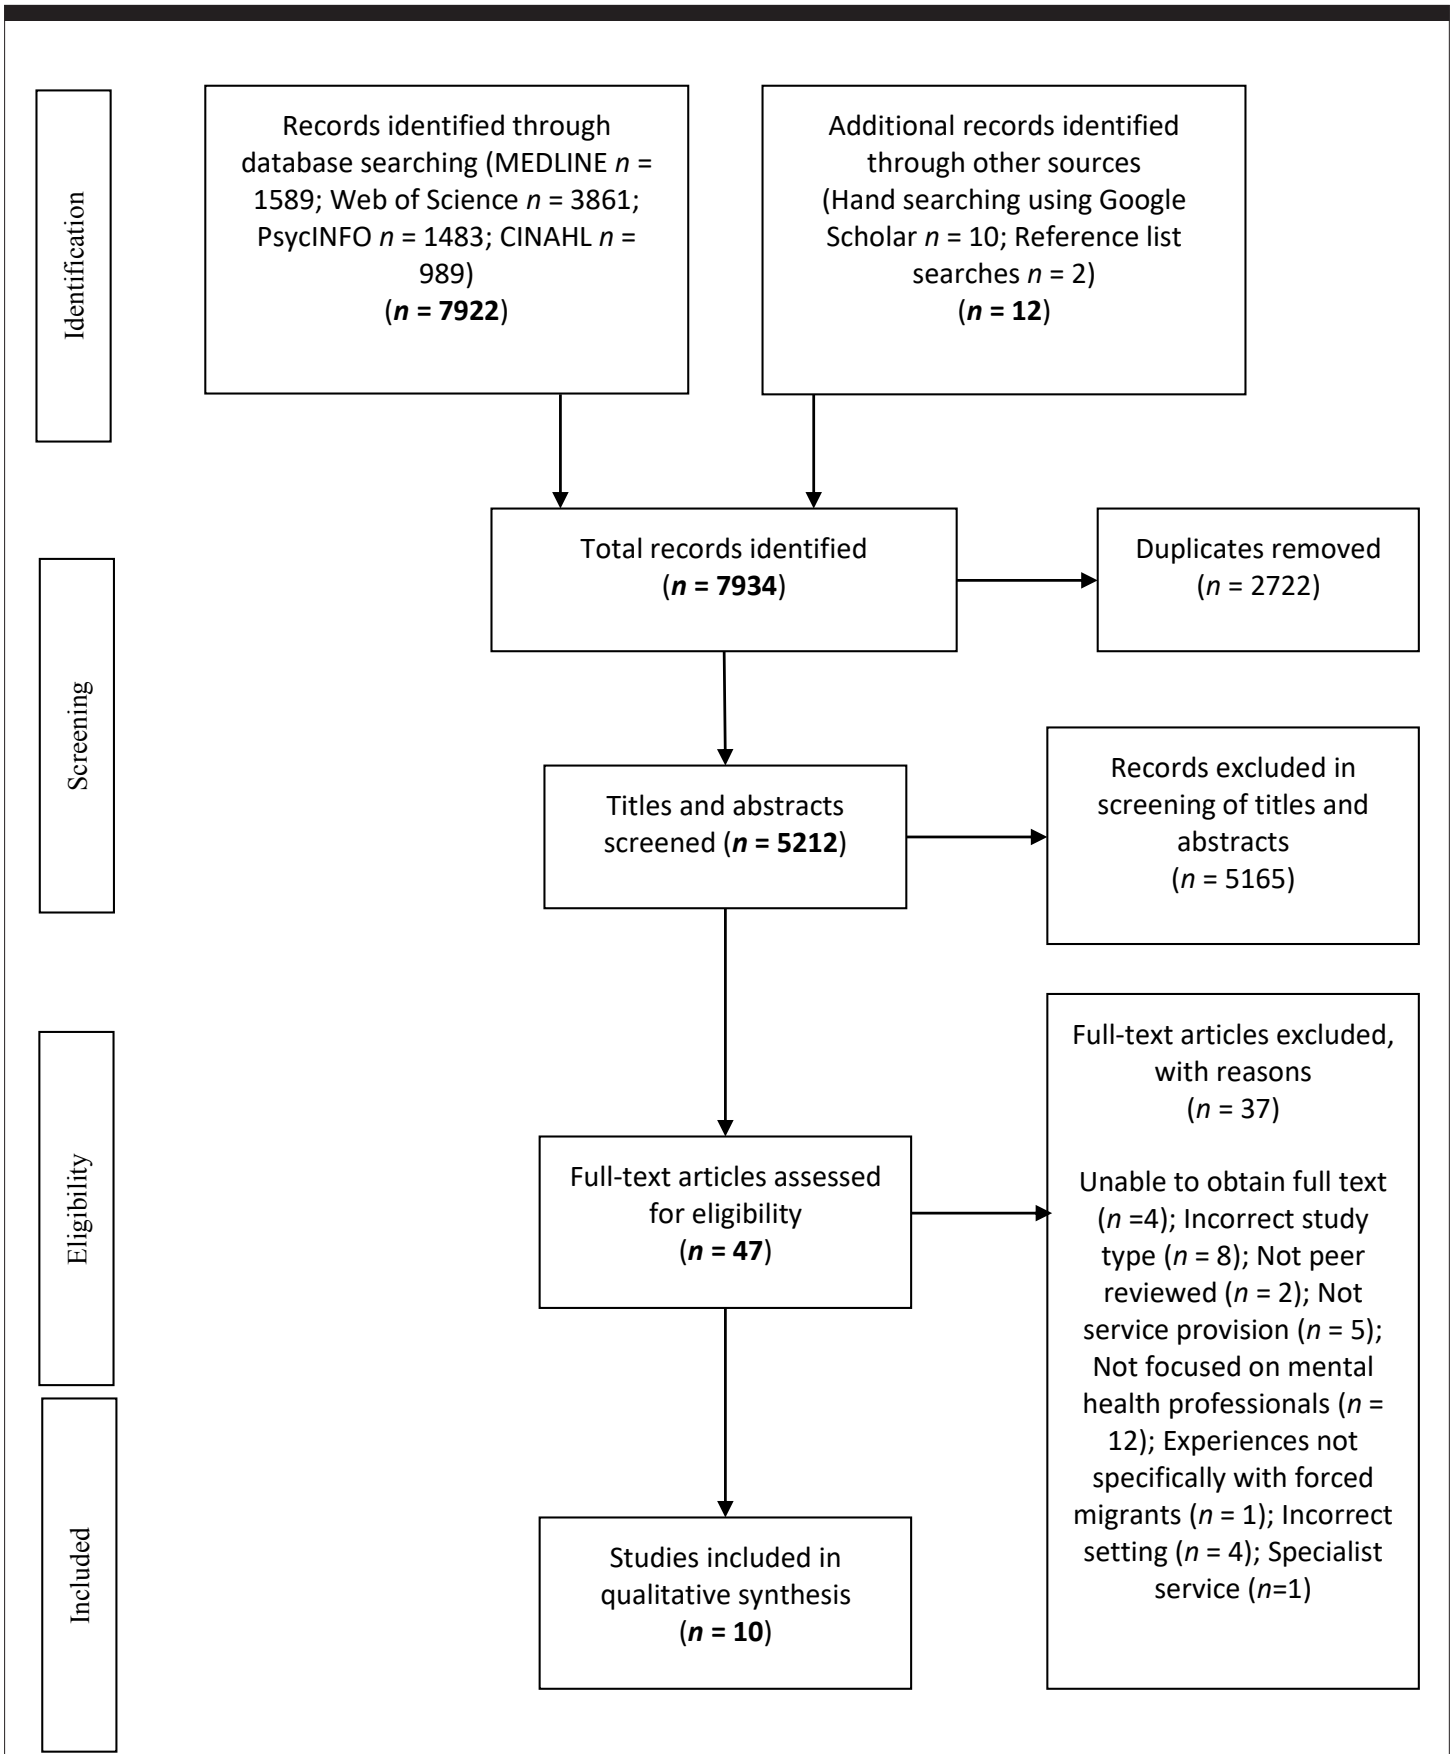 Identification
Records identified through
database searching (MEDLINE n =
1589; Web of Science n = 3861;
PsycINFO n = 1483; CINAHL n =
989)
(n = 7922)
Additional records identified
through other sources
(Hand searching using Google
Scholar n = 10; Reference list
searches n = 2)
(n = 12)
Screening
Total records identified
(n = 7934)
Duplicates removed
(n = 2722)
Titles and abstracts
screened (n = 5212)
Records excluded in
screening of titles and
abstracts
(n = 5165)
Eligibility
Full-text articles assessed
for eligibility
(n = 47)
Full-text articles excluded,
with reasons
(n = 37)
Unable to obtain full text
(n =4); Incorrect study
type (n = 8); Not peer
reviewed (n = 2); Not
service provision (n = 5);
Not focused on mental
health professionals (n =
12); Experiences not
specifically with forced
migrants (n = 1); Incorrect
setting (n = 4); Specialist
service (n=1)
Included
Studies included in
qualitative synthesis
(n = 10)